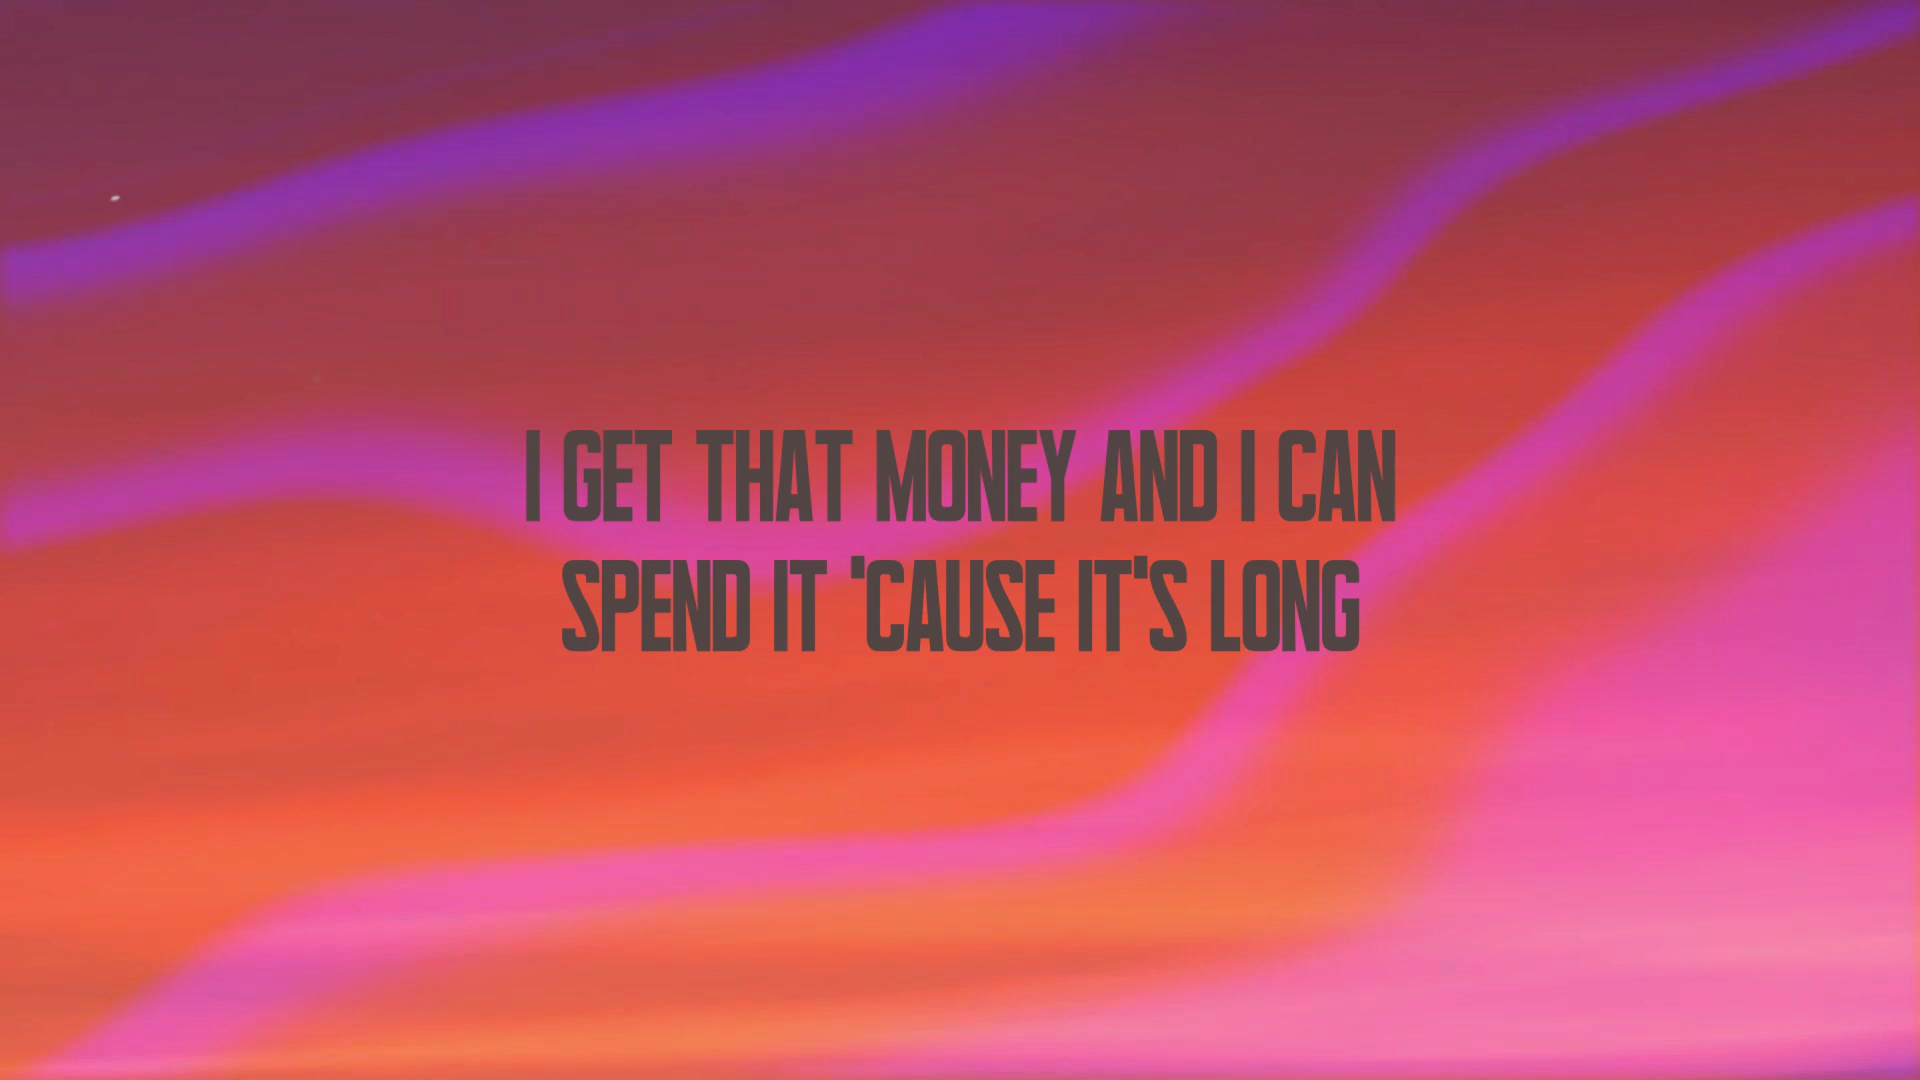 I GET THAT MONEY AND I CAN
SPEND IT 'CAUSE IT'S LONG